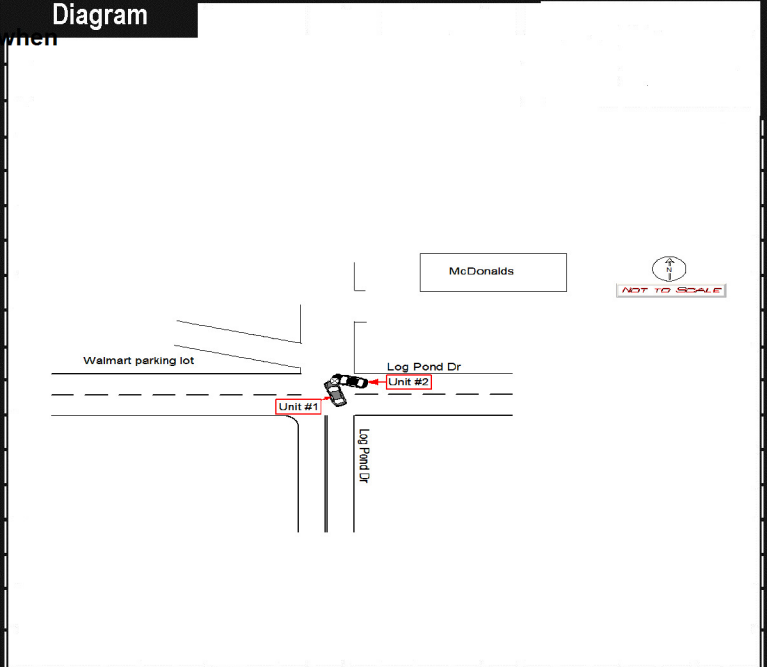 Diagram
when
McDonalds
N
NOT TO SCALE
Walmart parking lot
Log Pond Dr
Unit #2
Unit #1
Log Pond Dr